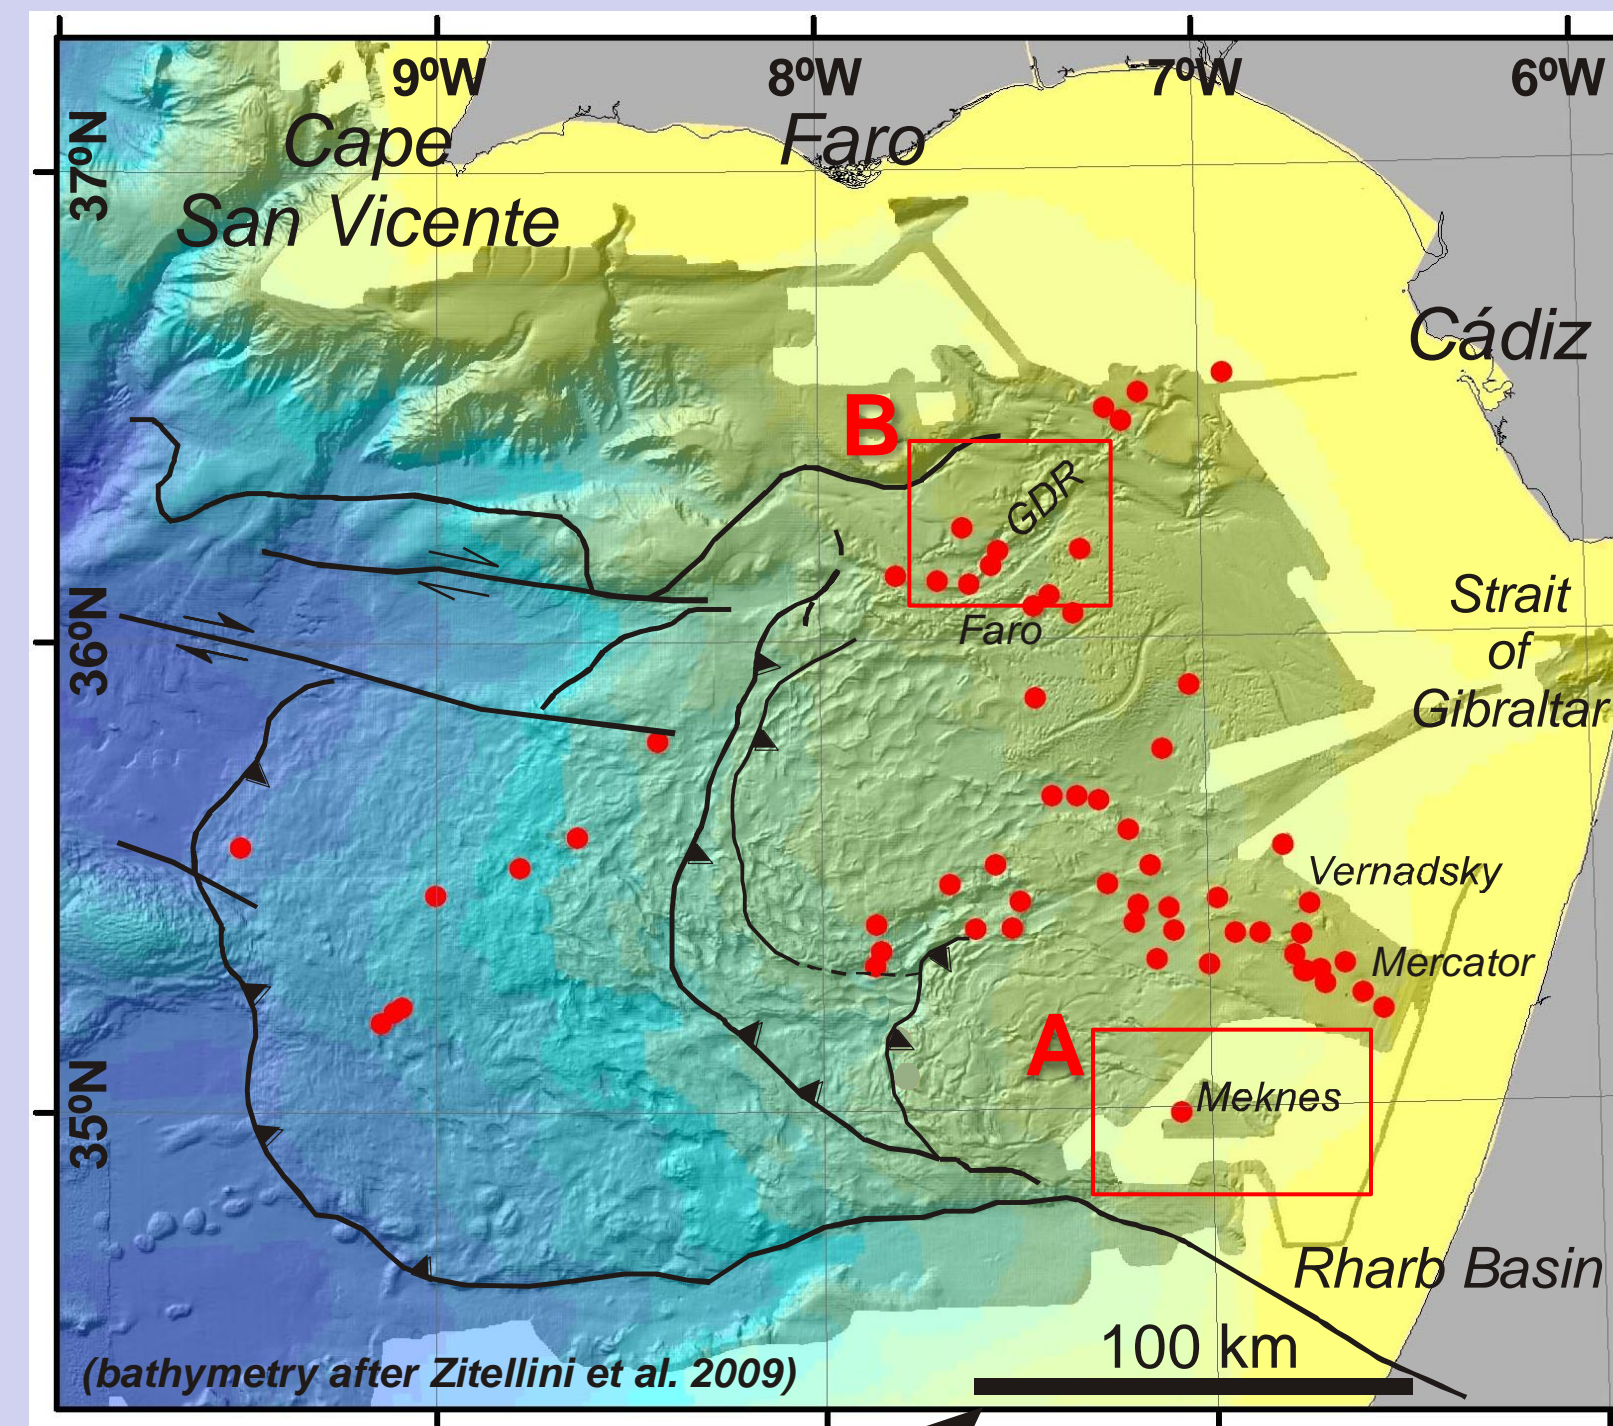 9ºW
8ºW
7ºW
6ºW
37ºN
Cape
San Vicente
Faro
Cádiz
B
GDR
Faro
36ºN
Strait
of
Gibraltar
Vernadsky
Mercator
A
Meknes
35ºN
Rharb Basin
100 km
(bathymetry after Zitellini et al. 2009)